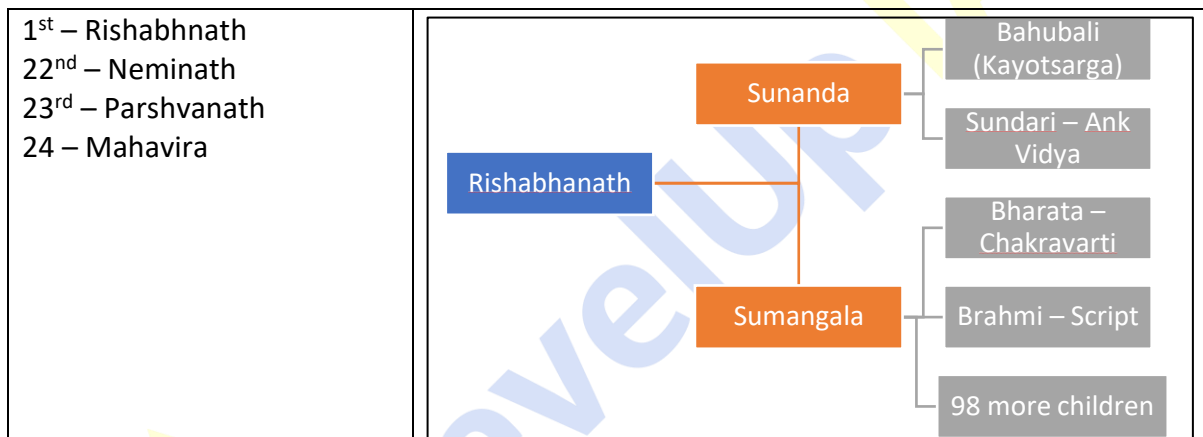 1st – Rishabhnath
22nd – Neminath
23rd – Parshvanath
24 – Mahavira
Rishabhanath
Sunanda
Bahubali
(Kayotsarga)
Sundari – Ank
Vidya
Sumangala
Bharata –
Chakravarti
Brahmi – Script
98 more children
velUp